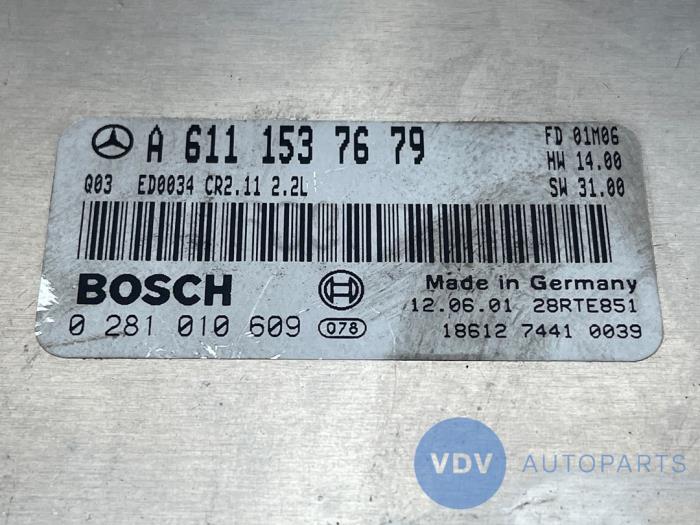 A 611 153 76 79
FD 01M06
HW 14.00
Q03 ED0034 CR2.11 2.2L
SW 31.00
BOSCH
Made in Germany
12.06.01 28RTE851
0 281 010 609 078
18612 7441 0039
VDV AUTOPARTS